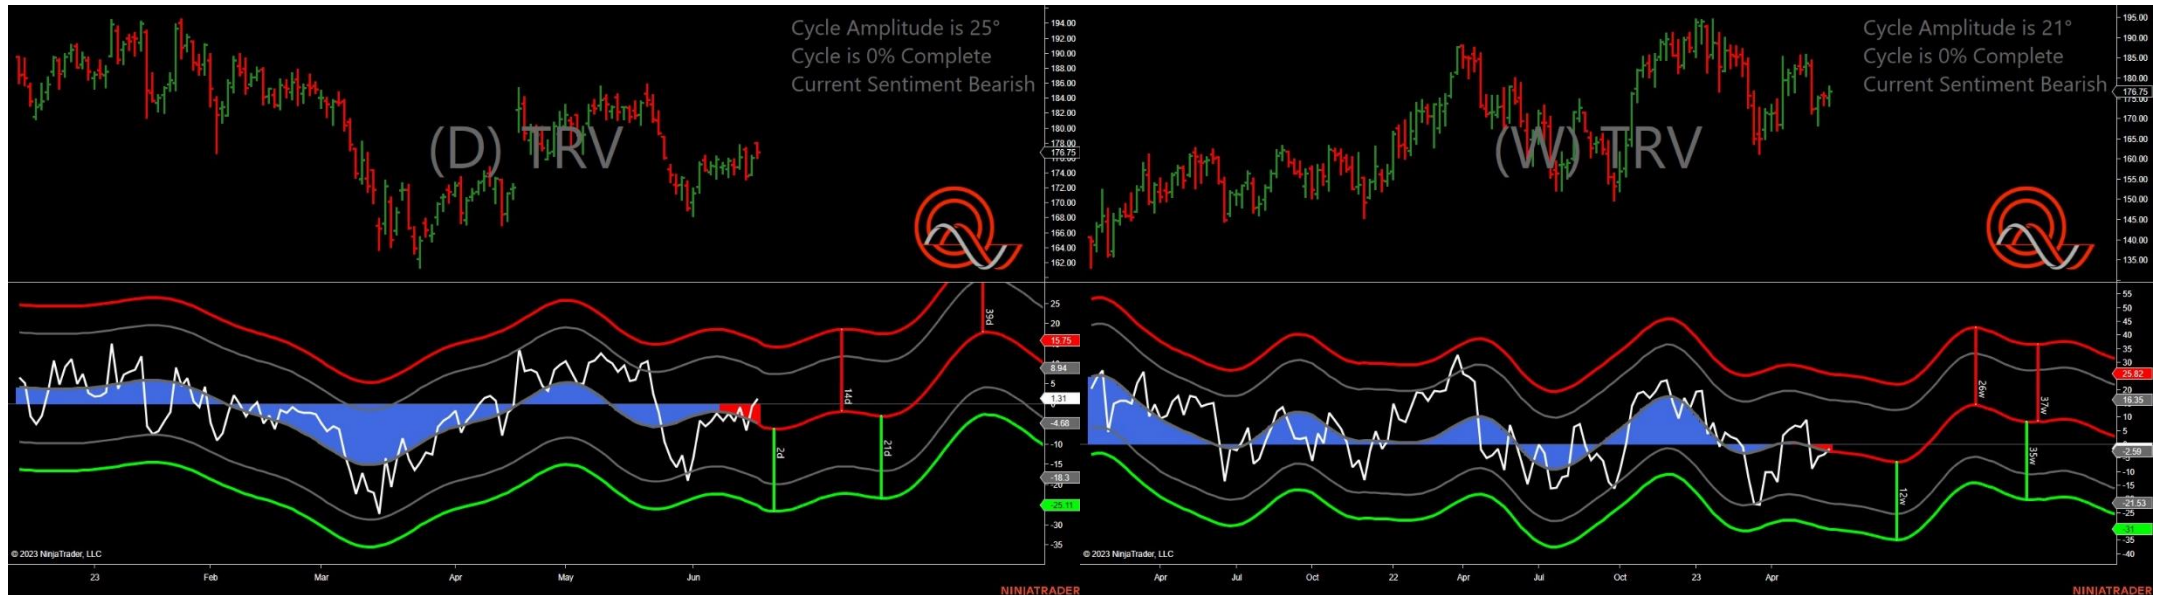 Cycle Amplitude is 25°
Cycle is 0% Complete
Current Sentiment Bearish
(D) TRV
194.00
192.00
190.00
188.00
186.00
184.00
182.00
180.00
178.00
176.75
174.00
172.00
170.00
168.00
166.00
164.00
162.00
25
20
15.75
8.94
5
1.31
-4.68
-10
-15
-18.3
-25.11
-30
-35
14d
39d
2d
21d
© 2023 NinjaTrader, LLC
23 Feb Mar Apr May Jun
NINJATRADER
Cycle Amplitude is 21°
Cycle is 0% Complete
Current Sentiment Bearish
(W) TRV
195.00
190.00
185.00
180.00
176.75
175.00
170.00
165.00
160.00
155.00
150.00
145.00
140.00
135.00
55
50
45
40
35
30
25.82
20
16.35
10
5
-2.59
-10
-15
-21.53
-25
-31
-35
-40
26w
37w
12w
35w
© 2023 NinjaTrader, LLC
Apr Jul Oct 22 Apr Jul Oct 23 Apr
NINJATRADER